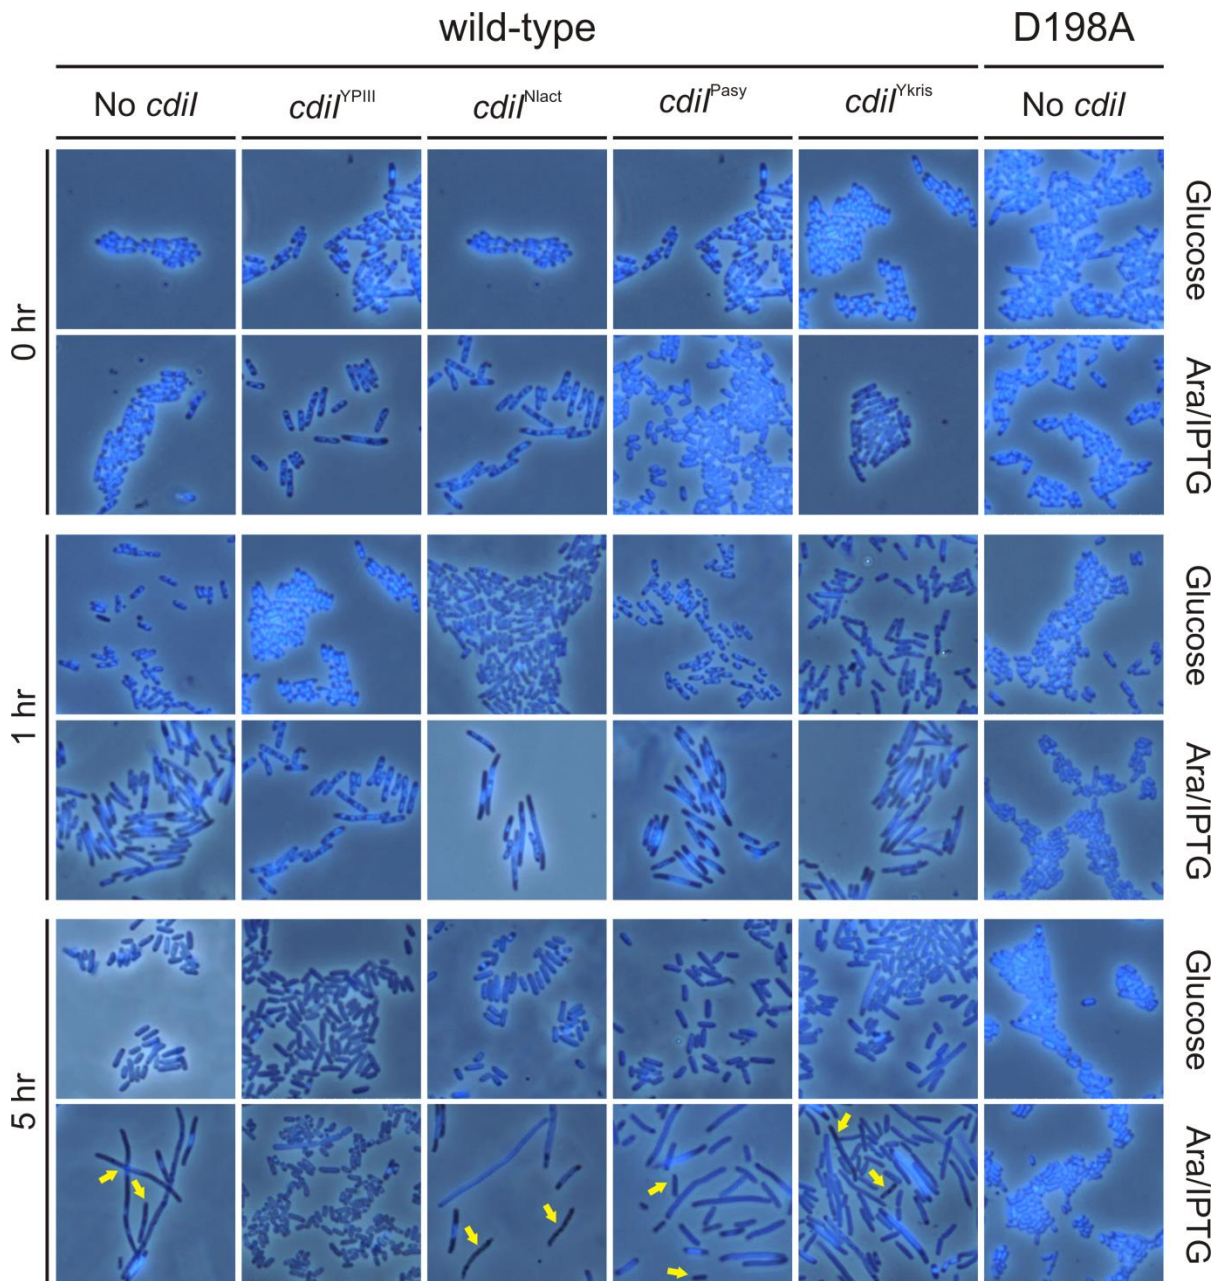 wild-type D198A
No cdiI cdiI^YPIII cdiI^Nlact cdiI^Pasy cdiI^Ykris No cdiI
0 hr
Glucose
Ara/IPTG
1 hr
Glucose
Ara/IPTG
5 hr
Glucose
Ara/IPTG